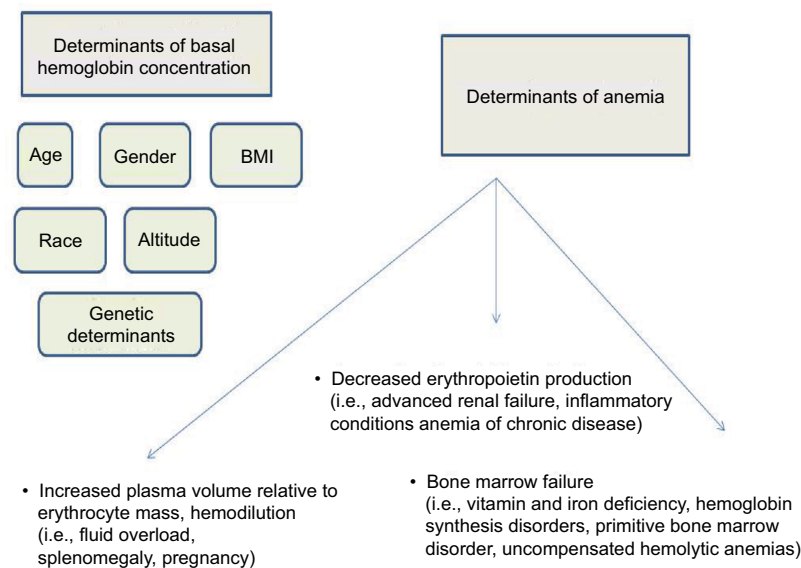 Determinants of basal
hemoglobin concentration
Age
Gender
BMI
Race
Altitude
Genetic
determinants
Determinants of anemia
• Decreased erythropoietin production
(i.e., advanced renal failure, inflammatory
conditions anemia of chronic disease)
• Increased plasma volume relative to
erythrocyte mass, hemodilution
(i.e., fluid overload,
splenomegaly, pregnancy)
• Bone marrow failure
(i.e., vitamin and iron deficiency, hemoglobin
synthesis disorders, primitive bone marrow
disorder, uncompensated hemolytic anemias)